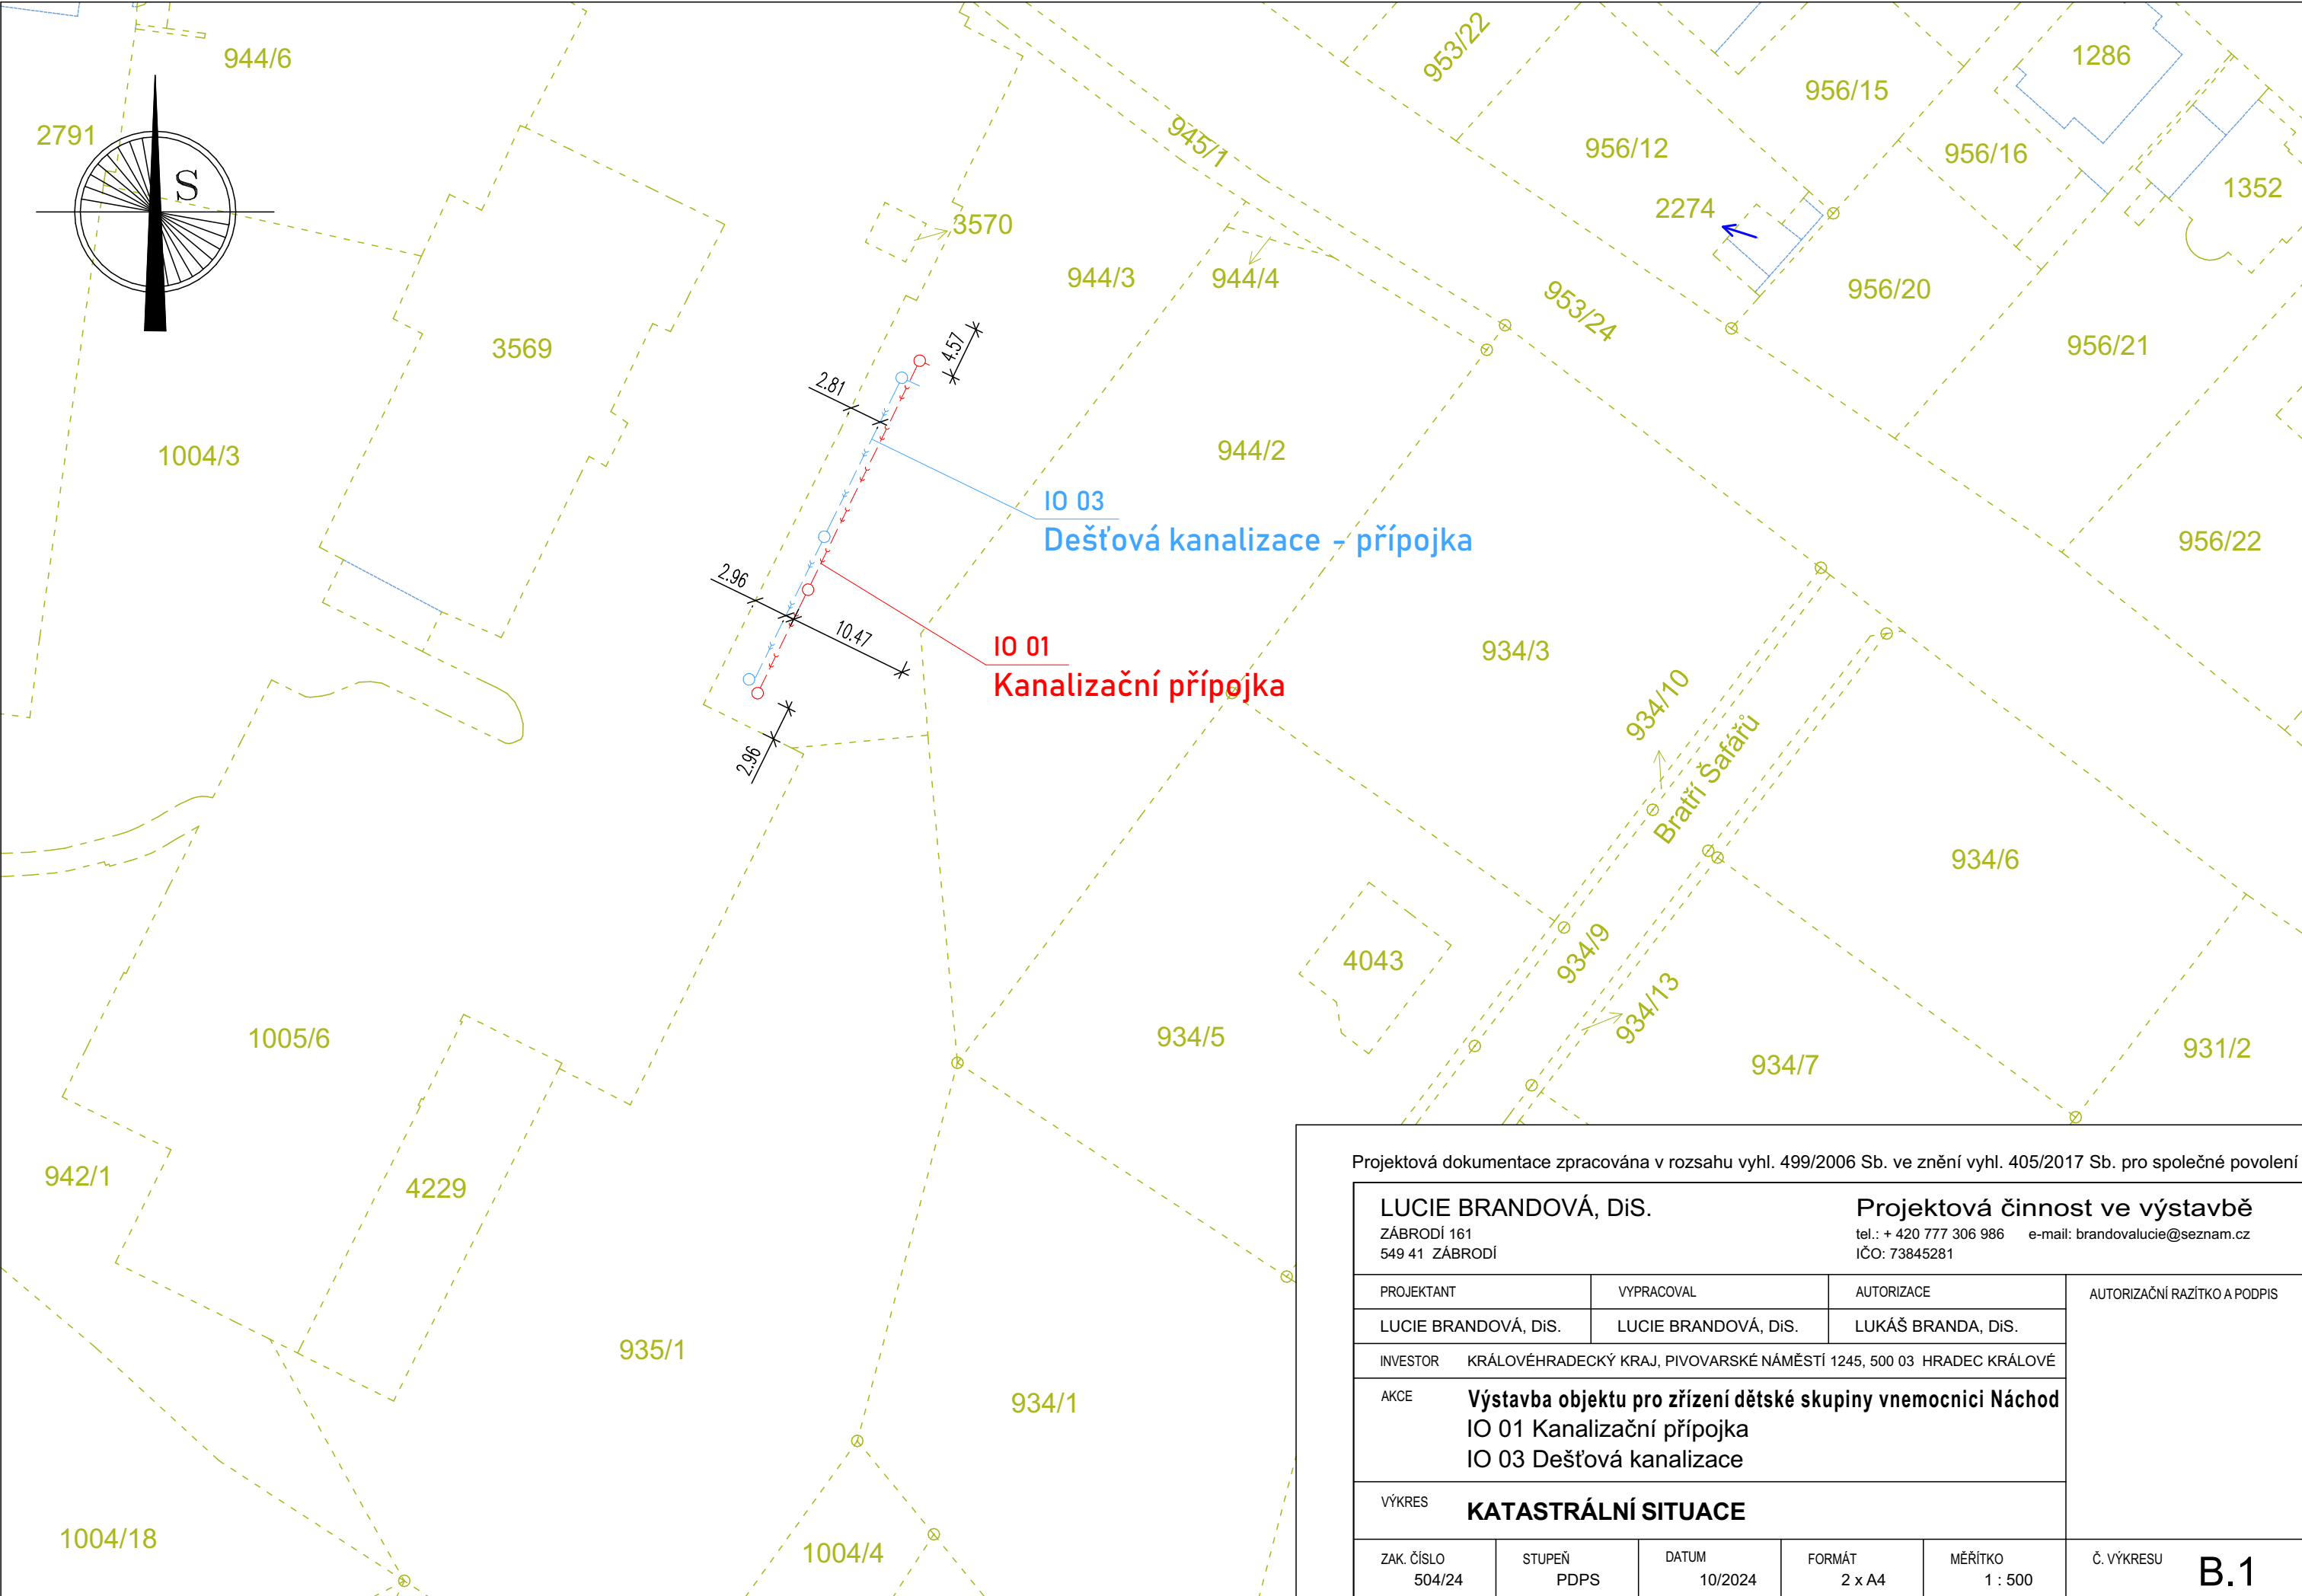 944/6
2791
S
3569
1004/3
3570
944/3
944/4
945/1
953/22
956/12
956/15
1286
956/16
1352
2274
953/24
956/20
956/21
956/22
944/2
4.57
2.81
IO 03
Dešťová kanalizace - přípojka
2.96
10.47
IO 01
Kanalizační přípojka
2.96
934/3
934/10
Bratří Šafářů
934/6
4043
934/9
934/13
934/5
934/7
931/2
1005/6
942/1
4229
935/1
934/1
1004/18
1004/4
Projektová dokumentace zpracována v rozsahu vyhl. 499/2006 Sb. ve znění vyhl. 405/2017 Sb. pro společné povolení
LUCIE BRANDOVÁ, DiS.
ZÁBRODÍ 161
549 41 ZÁBRODÍ
Projektová činnost ve výstavbě
tel.: + 420 777 306 986 e-mail: brandovalucie@seznam.cz
IČO: 73845281
PROJEKTANT VYPRACOVAL AUTORIZACE AUTORIZAČNÍ RAZÍTKO A PODPIS
LUCIE BRANDOVÁ, DiS. LUCIE BRANDOVÁ, DiS. LUKÁŠ BRANDA, DiS.
INVESTOR KRÁLOVÉHRADECKÝ KRAJ, PIVOVARSKÉ NÁMĚSTÍ 1245, 500 03 HRADEC KRÁLOVÉ
AKCE Výstavba objektu pro zřízení dětské skupiny vnemocnici Náchod
IO 01 Kanalizační přípojka
IO 03 Dešťová kanalizace
VÝKRES KATASTRÁLNÍ SITUACE
ZAK. ČÍSLO STUPEŇ DATUM FORMÁT MĚŘÍTKO Č. VÝKRESU B.1
504/24 PDPS 10/2024 2 x A4 1 : 500